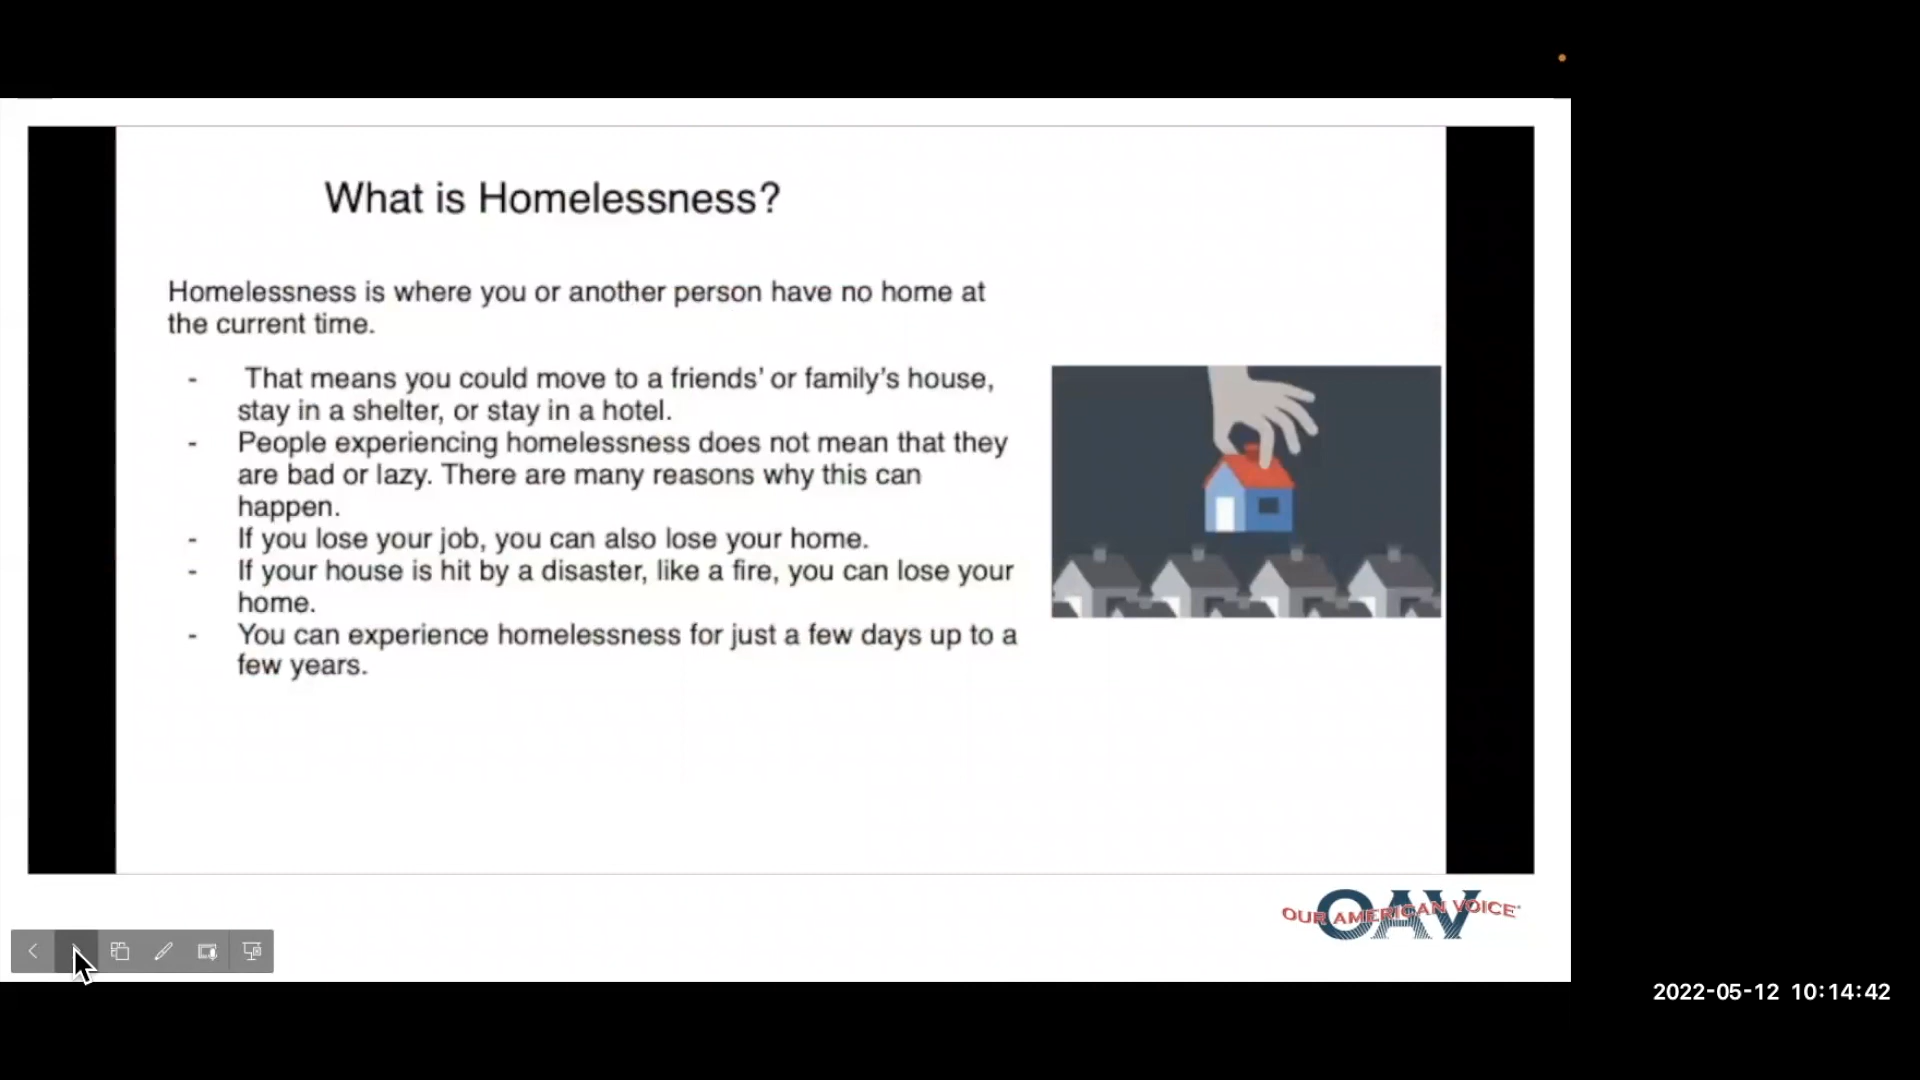 What is Homelessness?
Homelessness is where you or another person have no home at
the current time.
- That means you could move to a friends’ or family’s house,
stay in a shelter, or stay in a hotel.
- People experiencing homelessness does not mean that they
are bad or lazy. There are many reasons why this can
happen.
- If you lose your job, you can also lose your home.
- If your house is hit by a disaster, like a fire, you can lose your
home.
- You can experience homelessness for just a few days up to a
few years.
OAV
OUR AMERICAN VOICE
2022-05-12 10:14:42